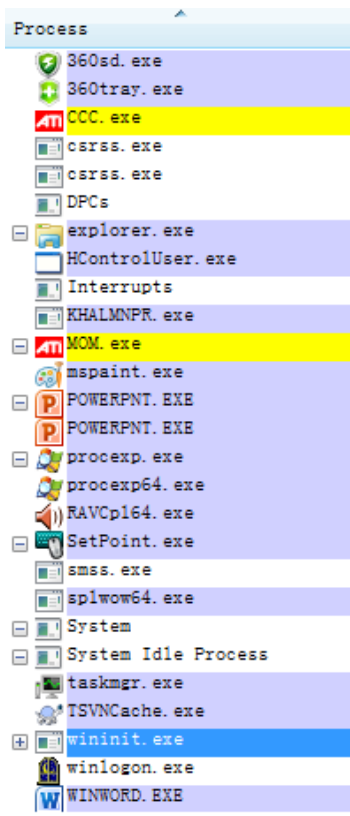 Process
360sd.exe
360tray.exe
CCC.exe
csrss.exe
csrss.exe
DPCs
explorer.exe
HControlUser.exe
Interrupts
KHALMNPR.exe
MOM.exe
mspaint.exe
POWERPNT.EXE
POWERPNT.EXE
procexp.exe
procexp64.exe
RAVCpl64.exe
SetPoint.exe
smss.exe
splwow64.exe
System
System Idle Process
taskmgr.exe
TSVNCache.exe
wininit.exe
winlogon.exe
WINWORD.EXE